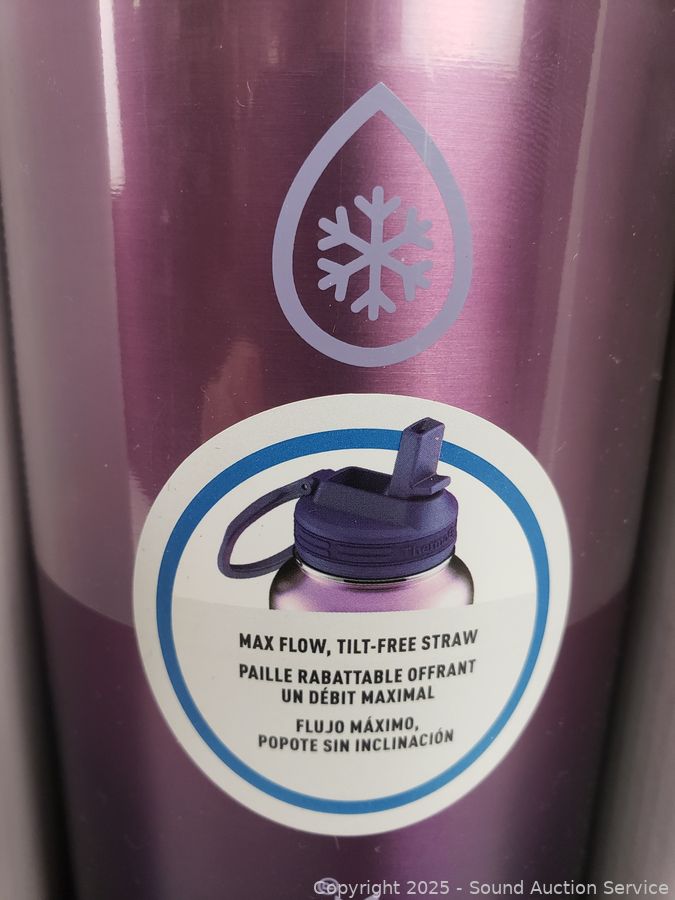 MAX FLOW, TILT-FREE STRAW
PAILLE RABATTABLE OFFRANT
UN DÉBIT MAXIMAL
FLUJO MÁXIMO,
POPOTE SIN INCLINACIÓN
Copyright 2025 - Sound Auction Service